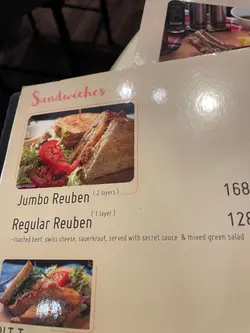 Sandwiches
Jumbo Reuben (2 layers) 168
Regular Reuben (1 layer) 128
-roasted beef, swiss cheese, sauerkraut, served with secret sauce & mixed green salad